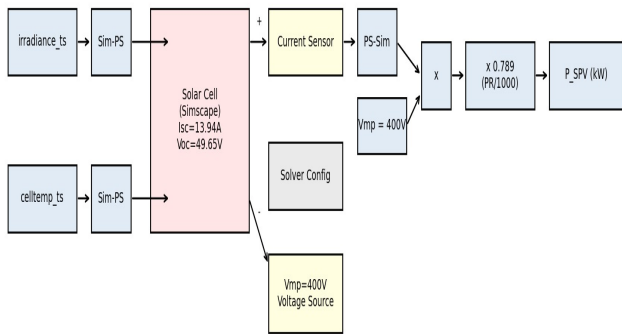 irradiance_ts
Sim-PS
Solar Cell
(Simscape)
Isc=13.94A
Voc=49.65V
+
Current Sensor
PS-Sim
x
x 0.789
(PR/1000)
P_SPV (kW)
Vmp = 400V
Solver Config
celltemp_ts
Sim-PS
-
Vmp=400V
Voltage Source